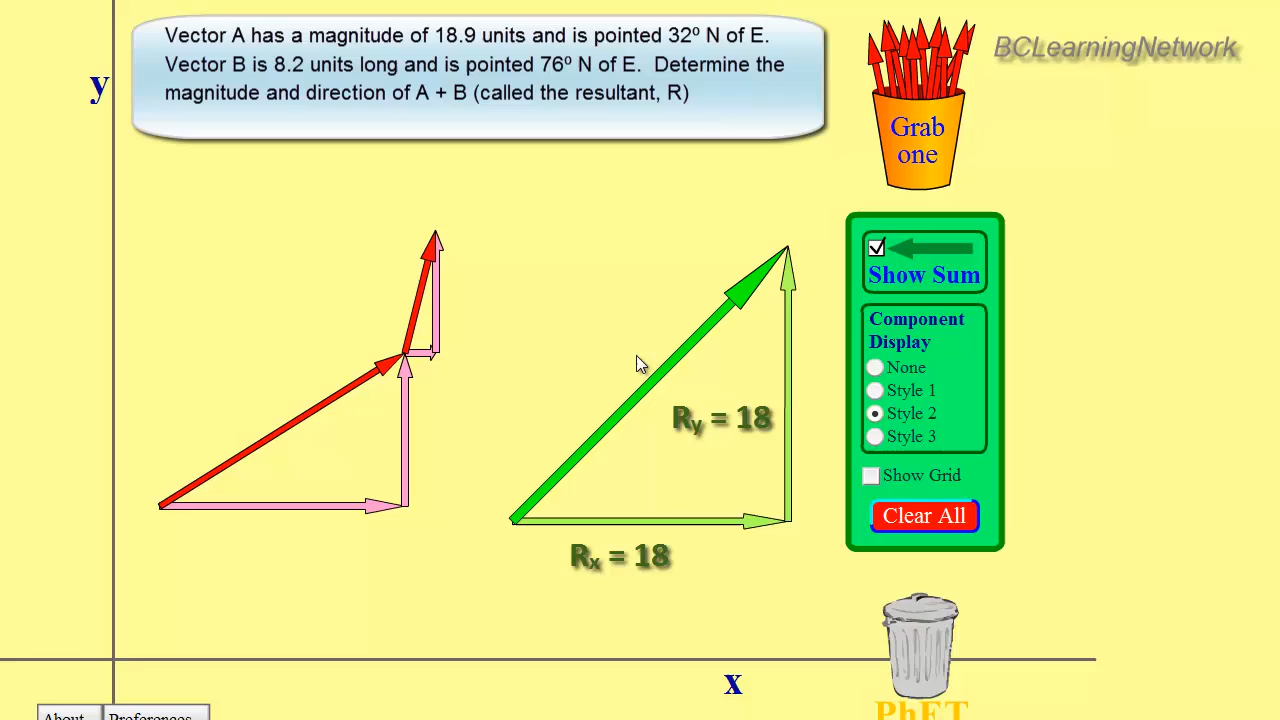 Vector A has a magnitude of 18.9 units and is pointed 32º N of E.
Vector B is 8.2 units long and is pointed 76º N of E.  Determine the
magnitude and direction of A + B (called the resultant, R)
BCLearningNetwork
y
Grab
one
Show Sum
Component
Display
None
Style 1
Style 2
Style 3
Show Grid
Clear All
Ry = 18
Rx = 18
x
PhET
About
Preferences